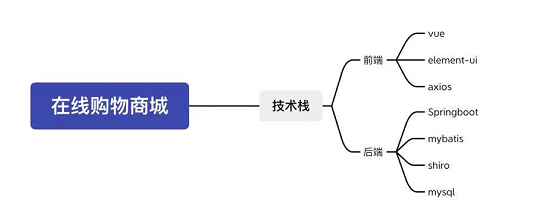 在线购物商城
技术栈
前端
vue
element-ui
axios
后端
Springboot
mybatis
shiro
mysql